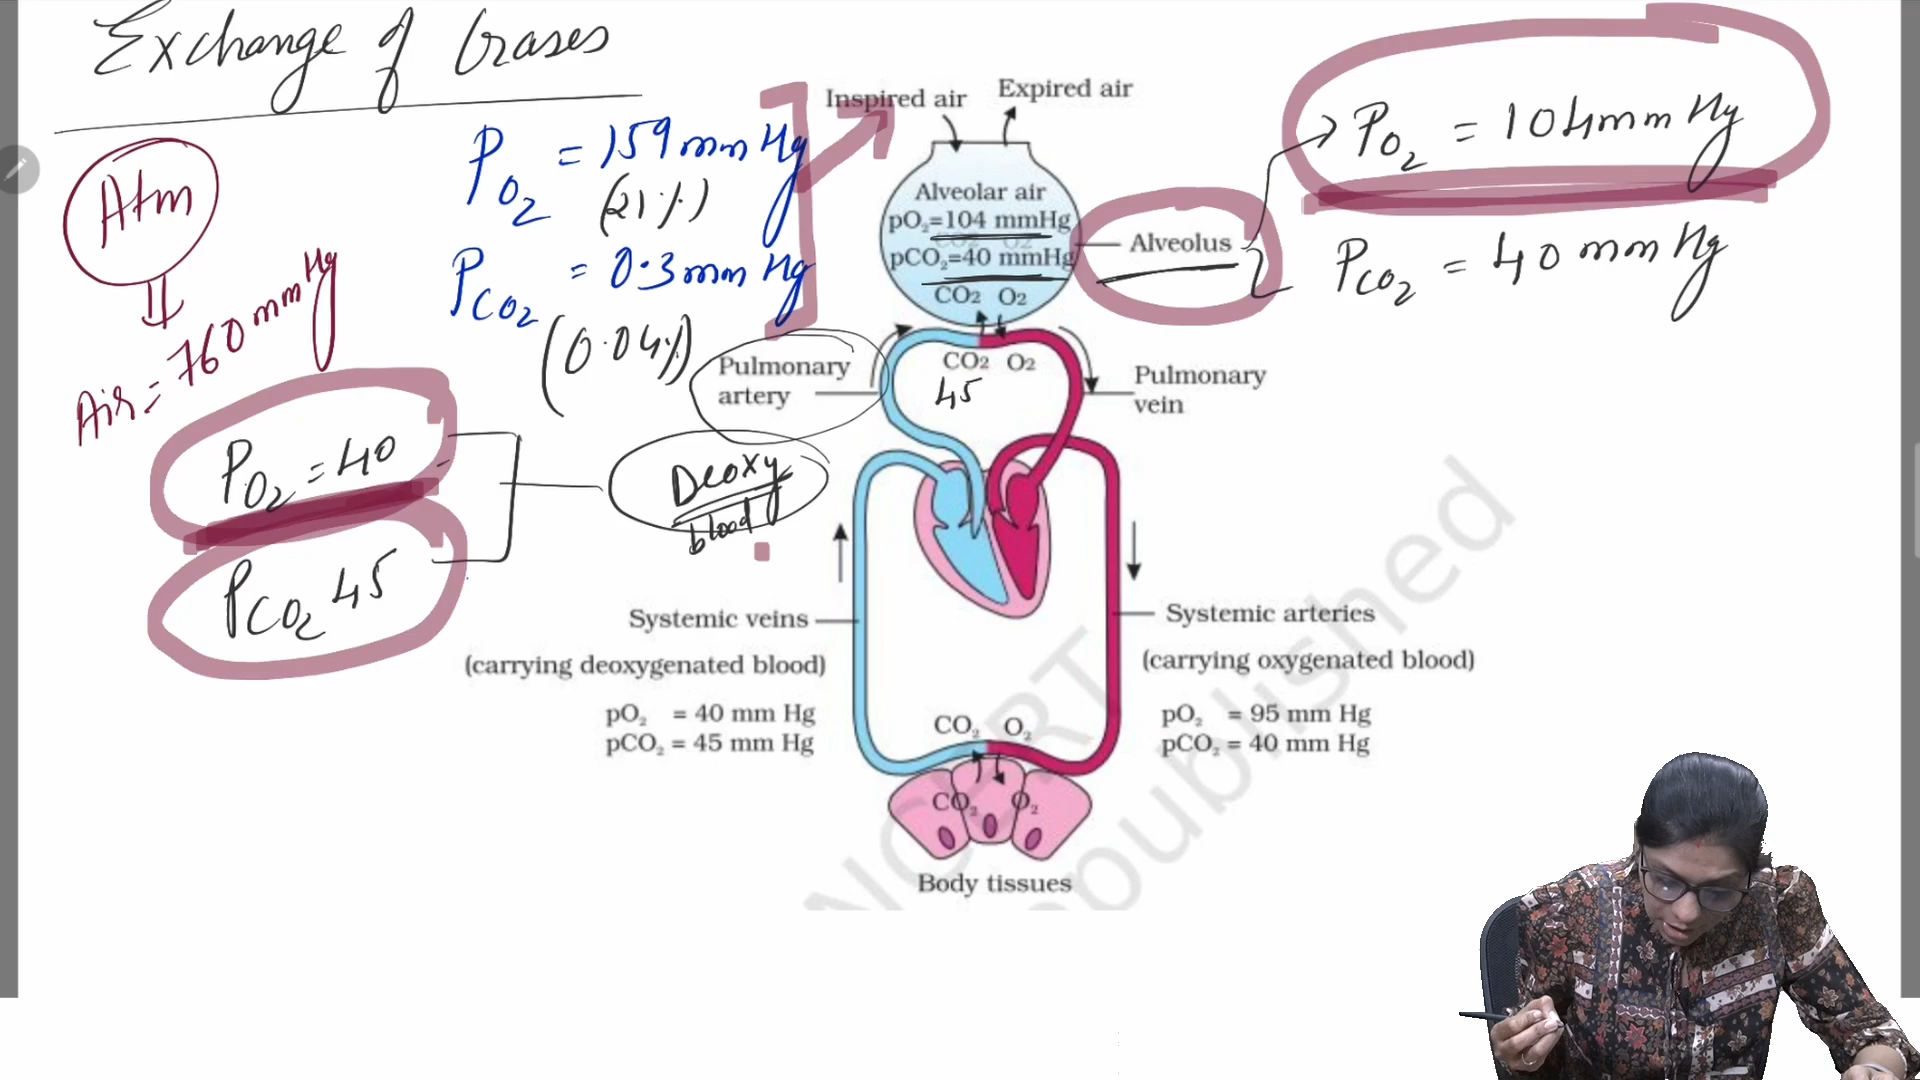 Exchange of Gases
Atm
Air = 760 mm Hg
PO2 = 159 mm Hg
(21%)
PCO2 = 0.3 mm Hg
(0.04%)
PO2 = 40
PCO2 45
Deoxy
blood
Inspired air
Expired air
Alveolar air
pO2=104 mmHg
pCO2=40 mmHg
CO2 O2
Alveolus
PO2 = 104 mm Hg
PCO2 = 40 mm Hg
Pulmonary
artery
CO2 O2
45
Pulmonary
vein
Systemic veins
(carrying deoxygenated blood)
pO2 = 40 mm Hg
pCO2 = 45 mm Hg
Systemic arteries
(carrying oxygenated blood)
pO2 = 95 mm Hg
pCO2 = 40 mm Hg
CO2 O2
CO2 O2
Body tissues
NCERT
published